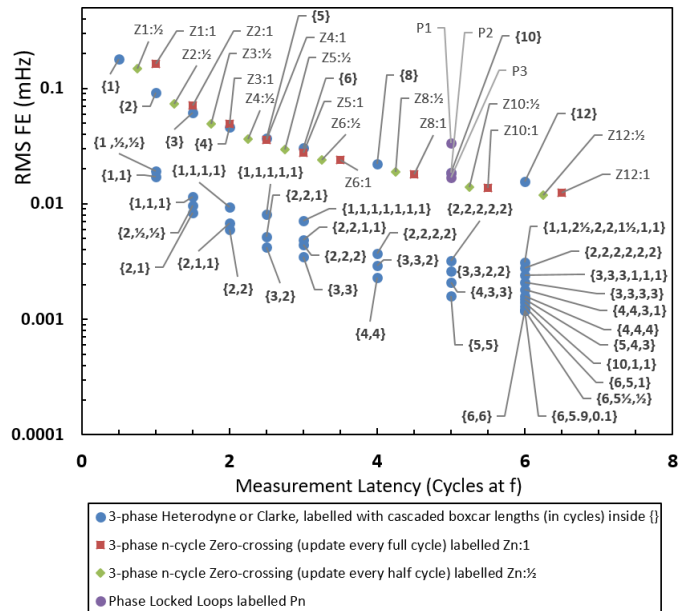 {5}
P1
P2
Z1:½
Z1:1
Z2:1
Z4:1
{10}
Z2:½
Z3:½
Z5:½
{6}
{8}
P3
0.1
{1}
{2}
Z3:1
Z4:½
Z5:1
Z8:½
Z10:½
{12}
{3}
{4}
Z6:½
Z8:1
Z10:1
Z12:½
{1,½,½}
{1,1}
{1,1,1,1}
{1,1,1,1,1}
Z6:1
Z12:1
0.01
{1,1,1}
{2,2,1}
{1,1,1,1,1,1,1}
{2,2,2,2,2}
{2,½,½}
{2,2,1,1}
{2,2,2,2}
{1,1,2½,2,2,1½,1,1}
{2,1}
{2,1,1}
{2,2,2}
{3,3,2}
{3,3,2,2}
{2,2,2,2,2,2}
{2,2}
{3,2}
{3,3}
{4,3,3}
{3,3,3,1,1,1}
{3,3,3,3}
{4,4,3,1}
0.001
{4,4}
{5,5}
{4,4,4}
{5,4,3}
{10,1,1}
{6,5,1}
{6,5½,½}
{6,6}
{6,5.9,0.1}
0.0001
RMS FE (mHz)
0 2 4 6 8
Measurement Latency (Cycles at f)
3-phase Heterodyne or Clarke, labelled with cascaded boxcar lengths (in cycles) inside {}
3-phase n-cycle Zero-crossing (update every full cycle) labelled Zn:1
3-phase n-cycle Zero-crossing (update every half cycle) labelled Zn:½
Phase Locked Loops labelled Pn